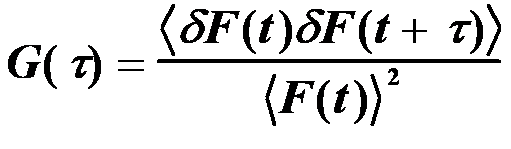 G( τ) = ⟨δF(t)δF(t + τ)⟩ / ⟨F(t)⟩²